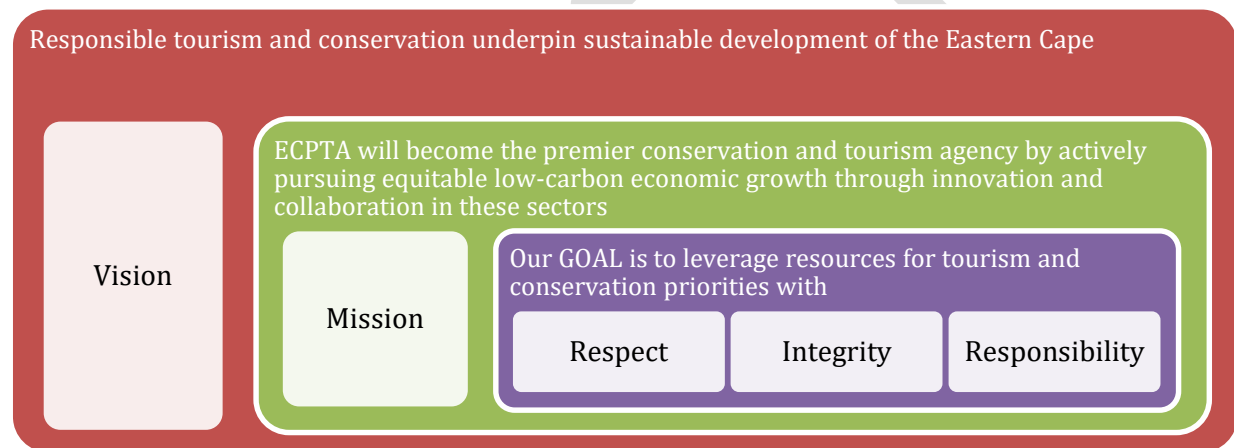 Responsible tourism and conservation underpin sustainable development of the Eastern Cape
Vision
ECPTA will become the premier conservation and tourism agency by actively
pursuing equitable low-carbon economic growth through innovation and
collaboration in these sectors
Mission
Our GOAL is to leverage resources for tourism and
conservation priorities with
Respect
Integrity
Responsibility